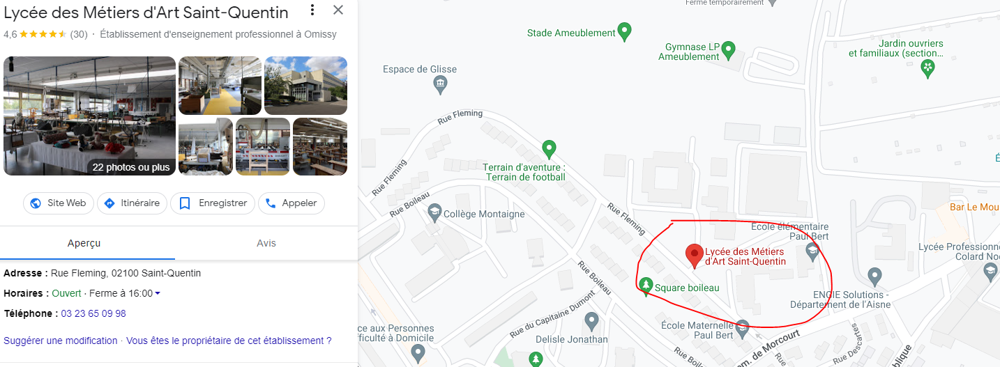 Lycée des Métiers d'Art Saint-Quentin
4,6 (30) · Établissement d'enseignement professionnel à Omissy
22 photos ou plus
Site Web
Itinéraire
Enregistrer
Appeler
Aperçu
Avis
Adresse : Rue Fleming, 02100 Saint-Quentin
Horaires : Ouvert · Ferme à 16:00
Téléphone : 03 23 65 09 98
Suggérer une modification · Vous êtes le propriétaire de cet établissement ?
Fermé temporairement
Stade Ameublement
Gymnase LP
Ameublement
Jardin ouvriers
et familiaux (section...
Espace de Glisse
Rue Fleming
Terrain d'aventure :
Terrain de football
Rue Fleming
Rue Boileau
Collège Montaigne
Rue Fleming
Bar Le Mou
École élémentaire
Paul Bert
Lycée des Métiers
d'Art Saint-Quentin
Lycée Professionne
Colard Noë
Rue Boileau
Square boileau
ENGIE Solutions -
Département de l'Aisne
Rue du Capitaine Dumont
École Maternelle
Paul Bert
ce aux Personnes
fficulté à Domicile
Delisle Jonathan
Rue Boi
em. de Morcourt
Rue Descartes
publique